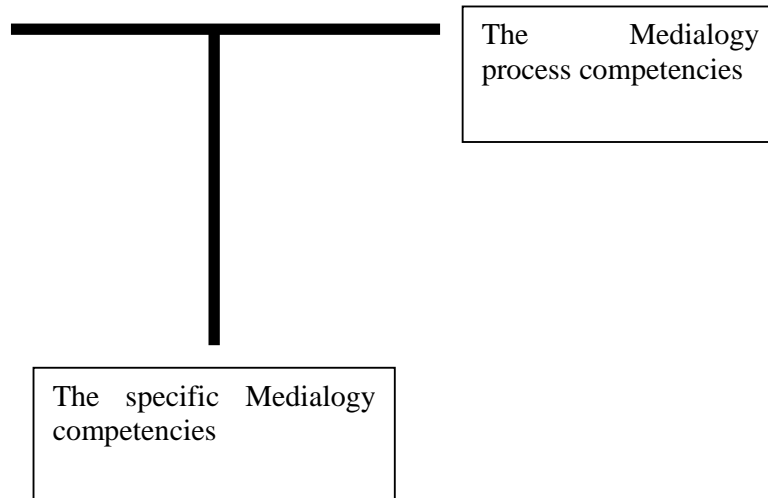 The Medialogy
process competencies
The specific Medialogy
competencies